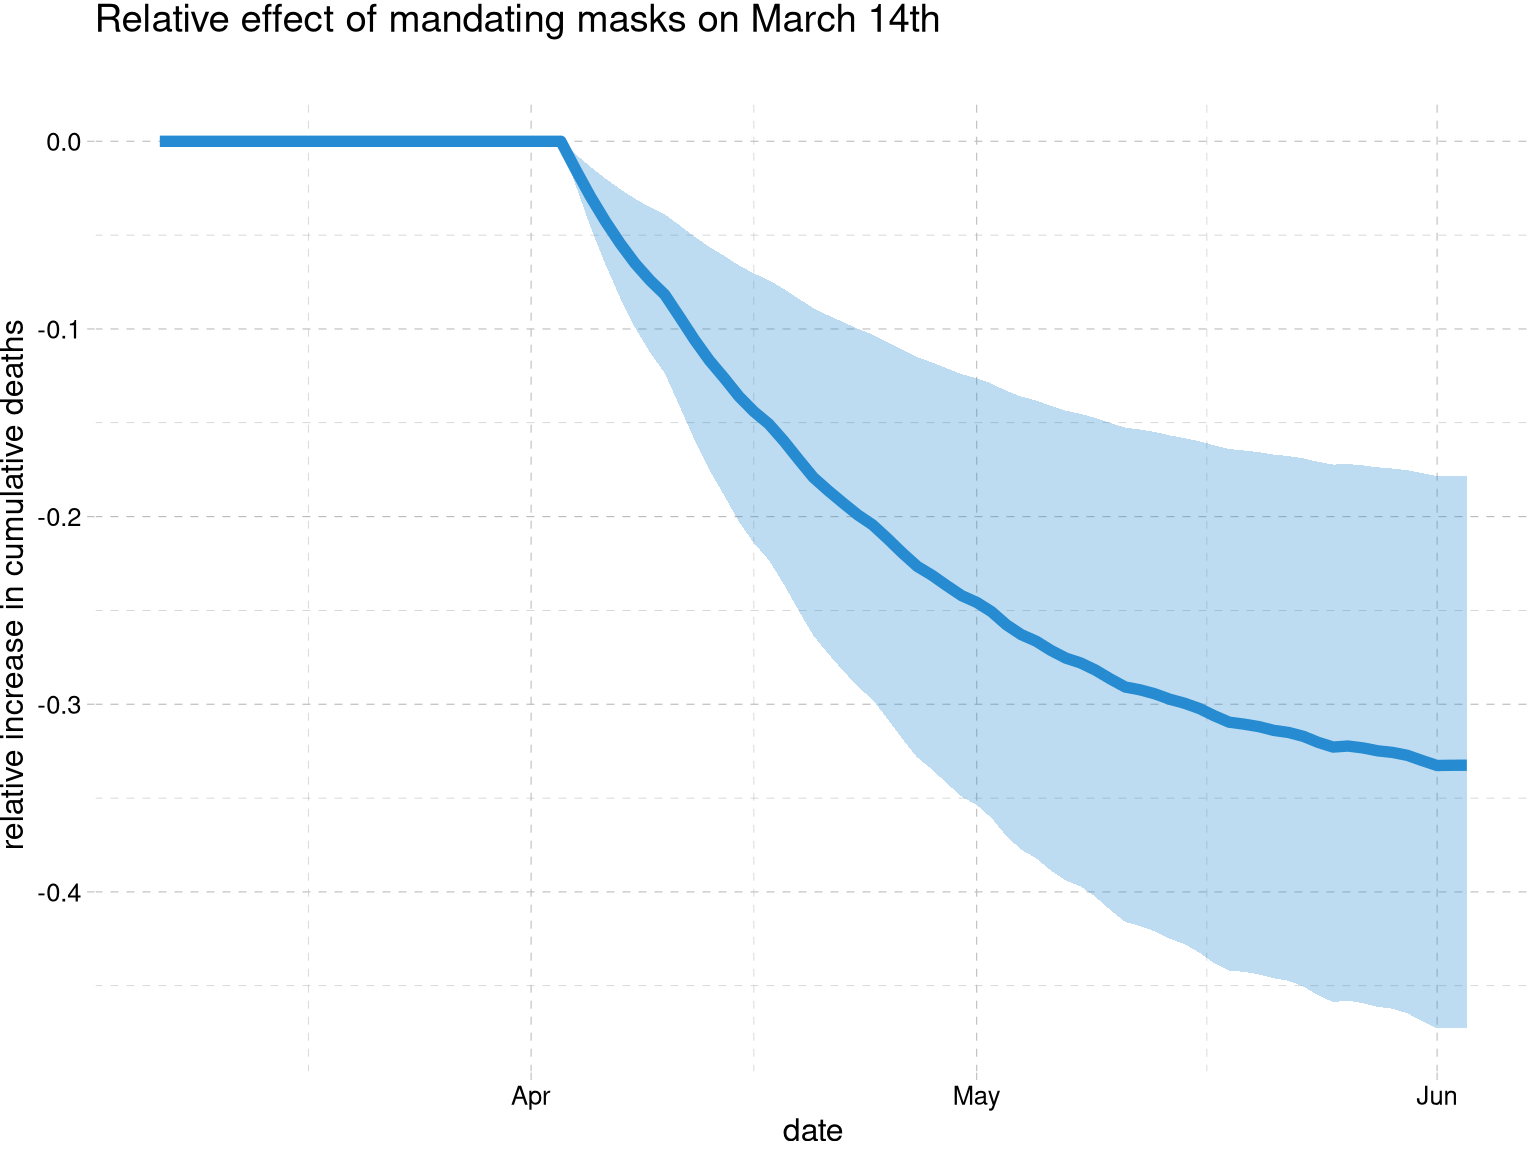 Relative effect of mandating masks on March 14th
relative increase in cumulative deaths
0.0
-0.1
-0.2
-0.3
-0.4
Apr
May
Jun
date